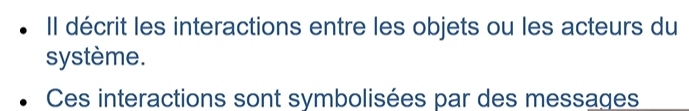 • Il décrit les interactions entre les objets ou les acteurs du
système.
• Ces interactions sont symbolisées par des messages